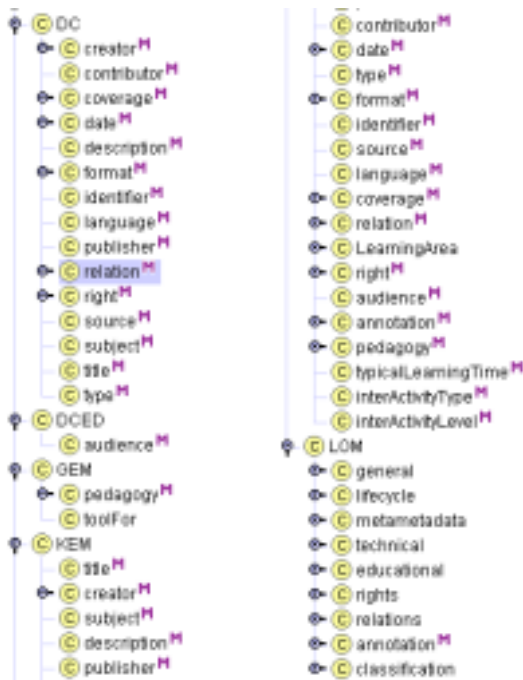 DC
creator M
contributor M
coverage M
date M
description M
format M
identifier M
language M
publisher M
relation M
right M
source M
subject M
title M
type M
DCED
audience M
GEM
pedagogy M
toolFor
KEM
title M
creator M
subject M
description M
publisher M
contributor M
date M
type M
format M
identifier M
source M
language M
coverage M
relation M
LearningArea
right M
audience M
annotation M
pedagogy M
typicalLearningTime M
interActivityType M
interActivityLevel M
LOM
general
lifecycle
metametadata
technical
educational
rights
relations
annotation M
classification